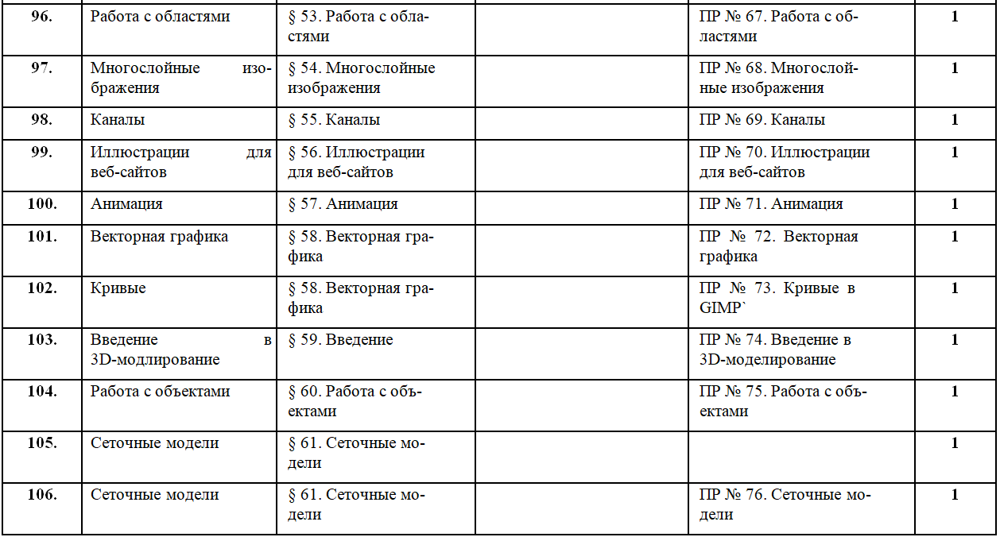 96. Работа с областями § 53. Работа с обла- ПР № 67. Работа с об- 1
стями ластями
97. Многослойные изо- § 54. Многослойные ПР № 68. Многослой- 1
бражения изображения ные изображения
98. Каналы § 55. Каналы ПР № 69. Каналы 1
99. Иллюстрации для § 56. Иллюстрации ПР № 70. Иллюстрации 1
веб-сайтов для веб-сайтов для веб-сайтов
100. Анимация § 57. Анимация ПР № 71. Анимация 1
101. Векторная графика § 58. Векторная гра- ПР № 72. Векторная 1
фика графика
102. Кривые § 58. Векторная гра- ПР № 73. Кривые в 1
фика GIMP`
103. Введение в § 59. Введение ПР № 74. Введение в 1
3D-модлирование 3D-моделирование
104. Работа с объектами § 60. Работа с объ- ПР № 75. Работа с объ- 1
ектами ектами
105. Сеточные модели § 61. Сеточные мо- 1
дели
106. Сеточные модели § 61. Сеточные мо- ПР № 76. Сеточные мо- 1
дели дели